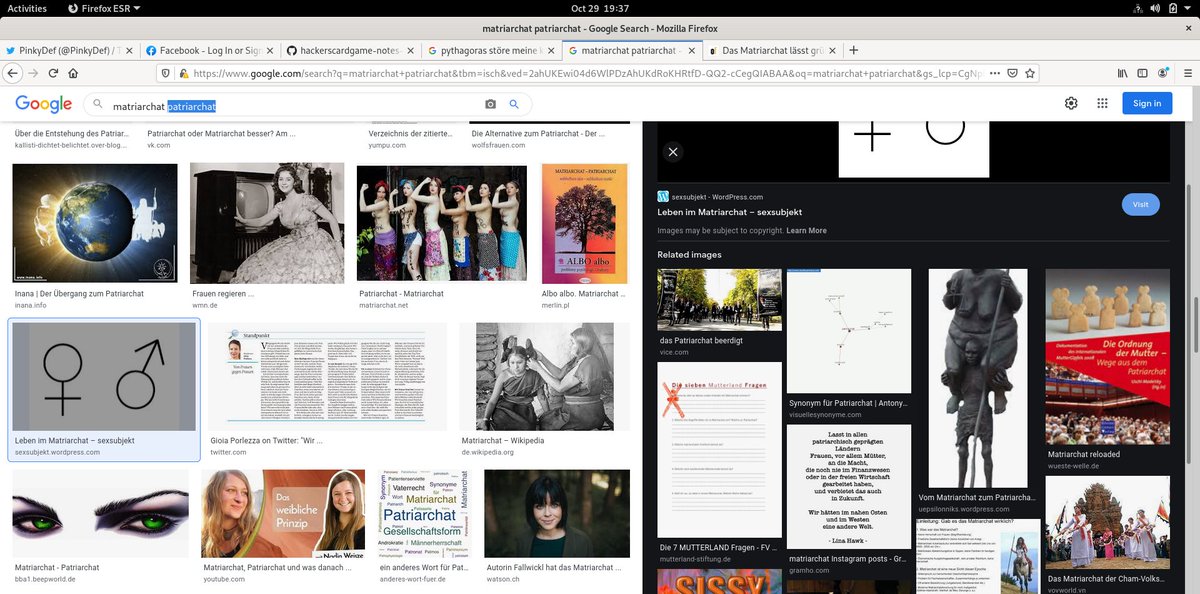 Activities
Firefox ESR
Oct 29 19:37
matriarchat patriarchat - Google Search - Mozilla Firefox
PinkyDef (@PinkyDef) / T
Facebook - Log In or Sign
hackerscardgame-notes-
pythagoras störe meine k
matriarchat patriarchat -
Das Matriarchat lässt grü
https://www.google.com/search?q=matriarchat+patriarchat&tbm=isch&ved=2ahUKEwi04d6WlPDzAhUKdRoKHRtfD-QQ2-cCegQIABAA&oq=matriarchat+patriarchat&gs_lcp=CgNp
Google
matriarchat patriarchat
Sign in
Über die Entstehung des Patriar...
kallisti-dichtet-belichtet.over-blog...
Patriarchat oder Matriarchat besser? Am ...
vk.com
Verzeichnis der zitierte...
yumpu.com
Die Alternative zum Patriarchat - Der ...
wolfsfrauen.com
www.inana.info
Inana | Der Übergang zum Patriarchat
inana.info
Frauen regieren ...
wmn.de
Patriarchat - Matriarchat
matriarchat.net
MATRIARCHAT - PATRIARCHAT
ALBO albo
Albo albo. Matriarchat ...
merlin.pl
Leben im Matriarchat – sexsubjekt
sexsubjekt.wordpress.com
Standpunkt
Von Frauen
gegen Frauen
Gioia Porlezza on Twitter: "Wir ...
twitter.com
Matriarchat – Wikipedia
de.wikipedia.org
Matriarchat - Patriarchat
bba1.beepworld.de
Das
weibliche
Prinzip
Matriarchat, Patriarchat und was danach ...
youtube.com
Patientenserviete
Vaterrecht
Synonym
Synonyme
Wort
Matriarchat
Patriarchat
Gesellschaftsform
Androkratie
Männerherrschaft
ein anderes Wort für Pat...
anderes-wort-fuer.de
Autorin Fallwickl hat das Matriarchat ...
watson.ch
sexsubjekt - WordPress.com
Leben im Matriarchat – sexsubjekt
Visit
Images may be subject to copyright. Learn More
Related images
das Patriarchat beerdigt
vice.com
Synonym für Patriarchat | Antony...
visuellesynonyme.com
Vom Matriarchat zum Patriarcha...
uepsilonniks.wordpress.com
Die Ordnung
der Mutter –
Wege aus dem
Patriarchat
Matriarchat reloaded
wueste-welle.de
Die sieben Mutterland Fragen
Die 7 MUTTERLAND Fragen - FV ...
mutterland-stiftung.de
Lasst in allen
patriarchisch geprägten
Ländern
Frauen, vor allem Mütter,
an die Macht,
die noch nie im Finanzwesen
oder in der freien Wirtschaft
gearbeitet haben,
und verbietet das auch
in Zukunft.
Wir hätten im nahen Osten
und im Westen
eine andere Welt.
- Lina Hawk -
matriarchat Instagram posts - Gr...
gramho.com
Einleitung: Gab es das Matriarchat wirklich?
Das Matriarchat der Cham-Volks...
vovworld.vn
SISSY